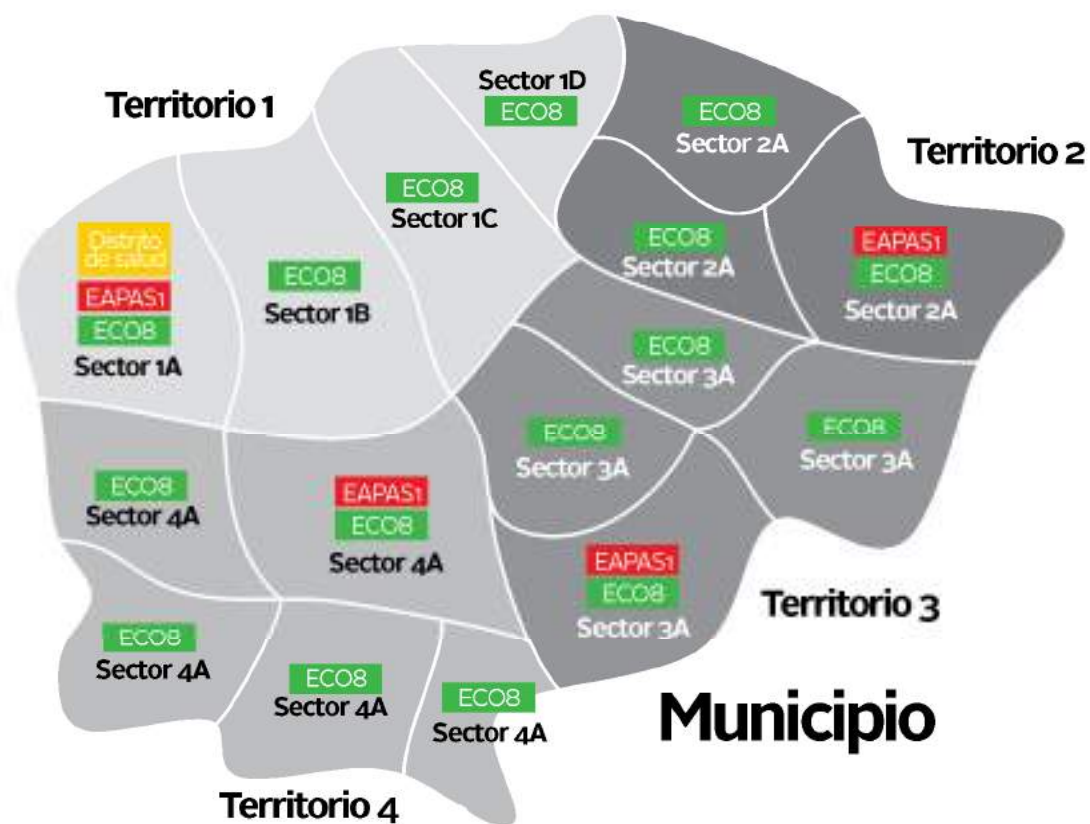 Territorio 1
Sector 1D
ECO8
ECO8
Sector 2A
Territorio 2
ECO8
Sector 1C
Distrito
de salud
EAPAS1
ECO8
Sector 1A
ECO8
Sector 1B
ECO8
Sector 2A
EAPAS1
ECO8
Sector 2A
ECO8
Sector 3A
ECO8
Sector 3A
ECO8
Sector 3A
ECO8
Sector 4A
EAPAS1
ECO8
Sector 4A
EAPAS1
ECO8
Sector 3A
Territorio 3
ECO8
Sector 4A
ECO8
Sector 4A
ECO8
Sector 4A
Municipio
Territorio 4